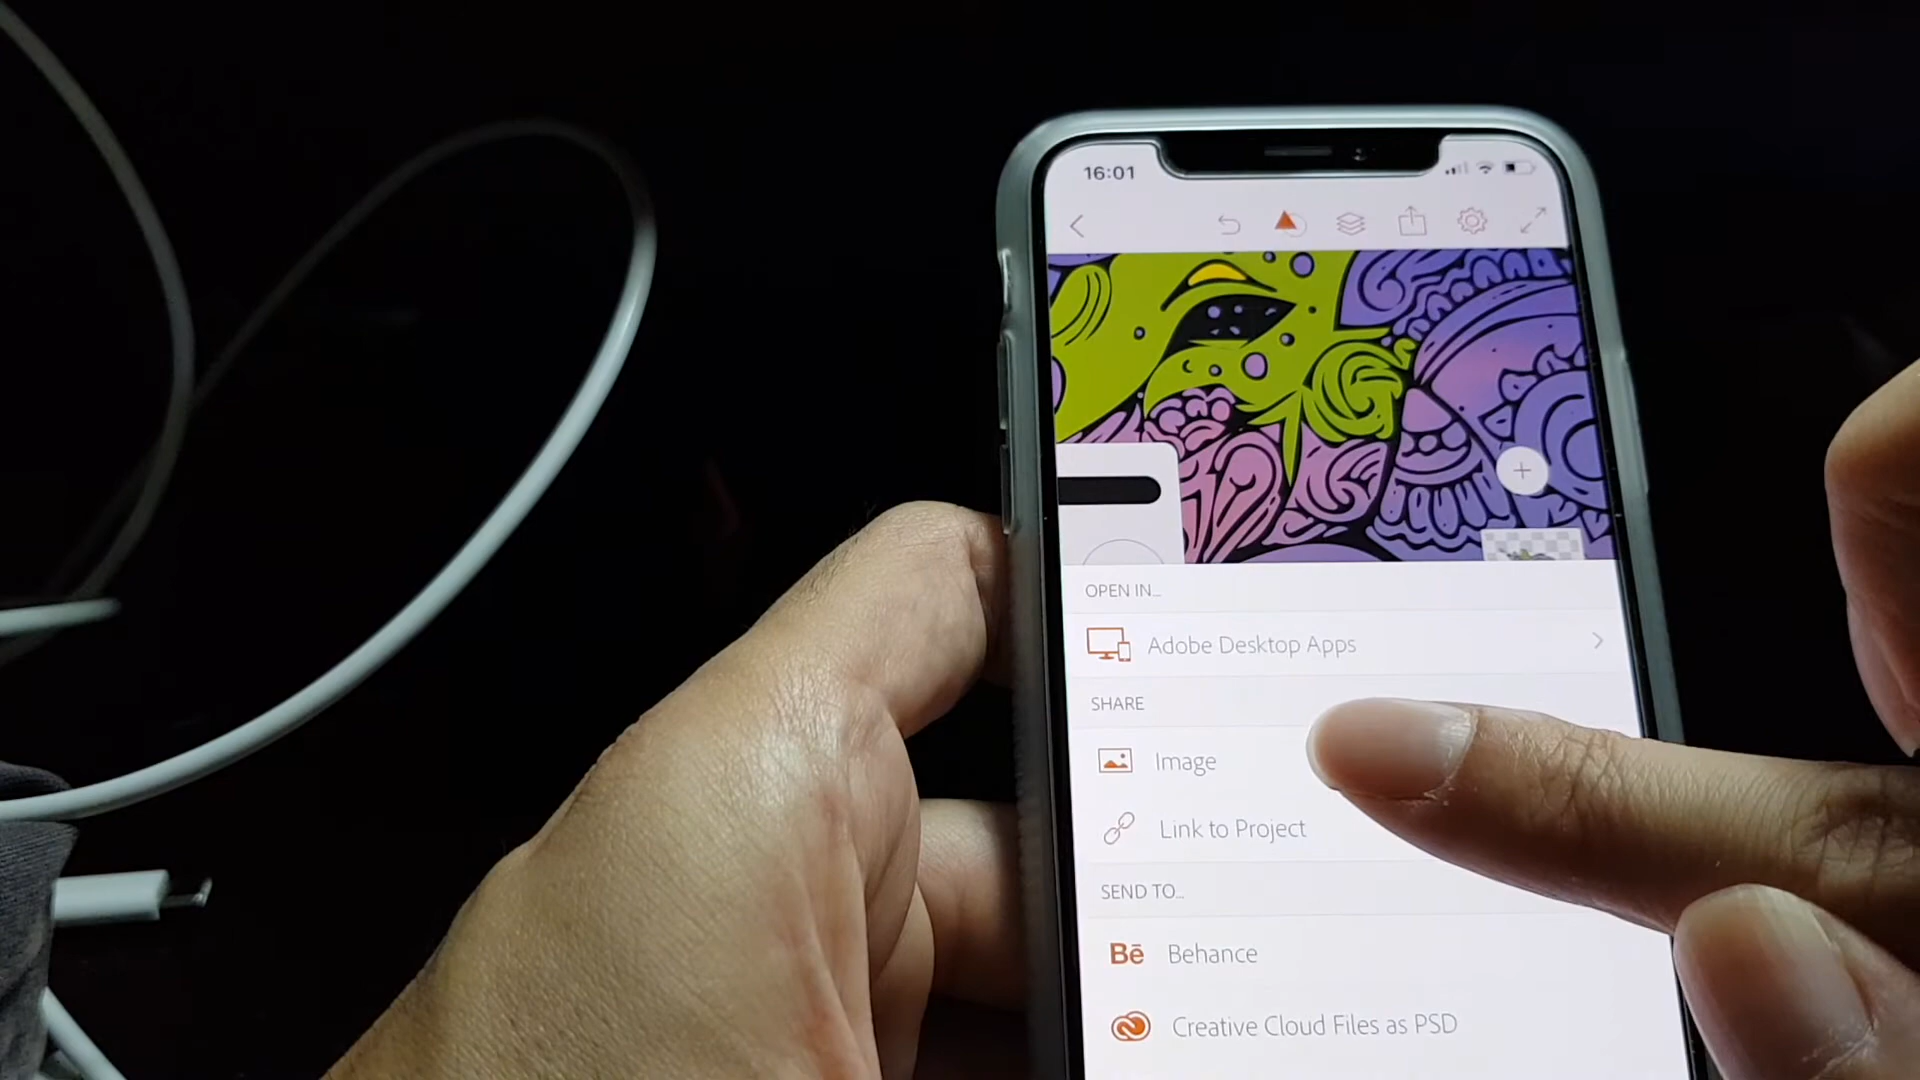 16:01
OPEN IN...
Adobe Desktop Apps
SHARE
Image
Link to Project
SEND TO...
Bē Behance
Creative Cloud Files as PSD